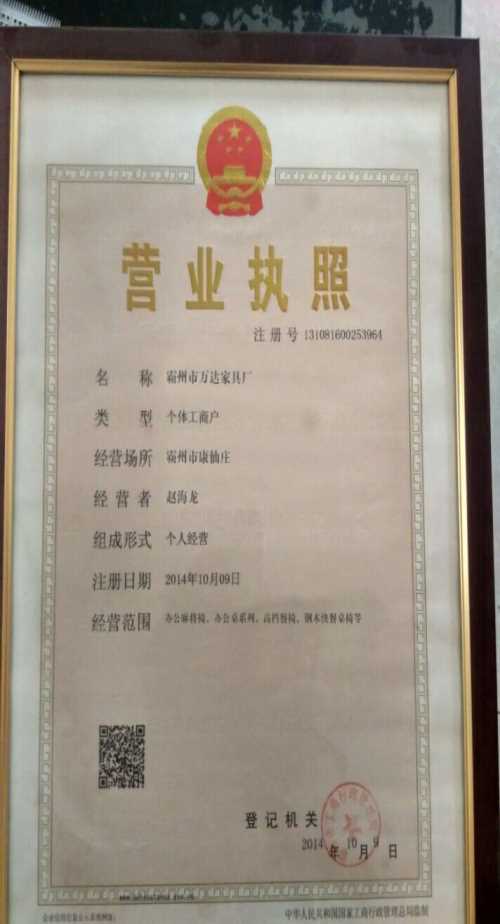 营业执照
注册号 131081600253964
名称 霸州市万达家具厂
类型 个体工商户
经营场所 霸州市康仙庄
经营者 赵海龙
组成形式 个人经营
注册日期 2014年10月09日
经营范围 办公麻将椅、办公桌系列、高档餐椅、钢木快餐桌椅等
登记机关
2014 年 10 月 9 日
中华人民共和国国家工商行政管理总局监制